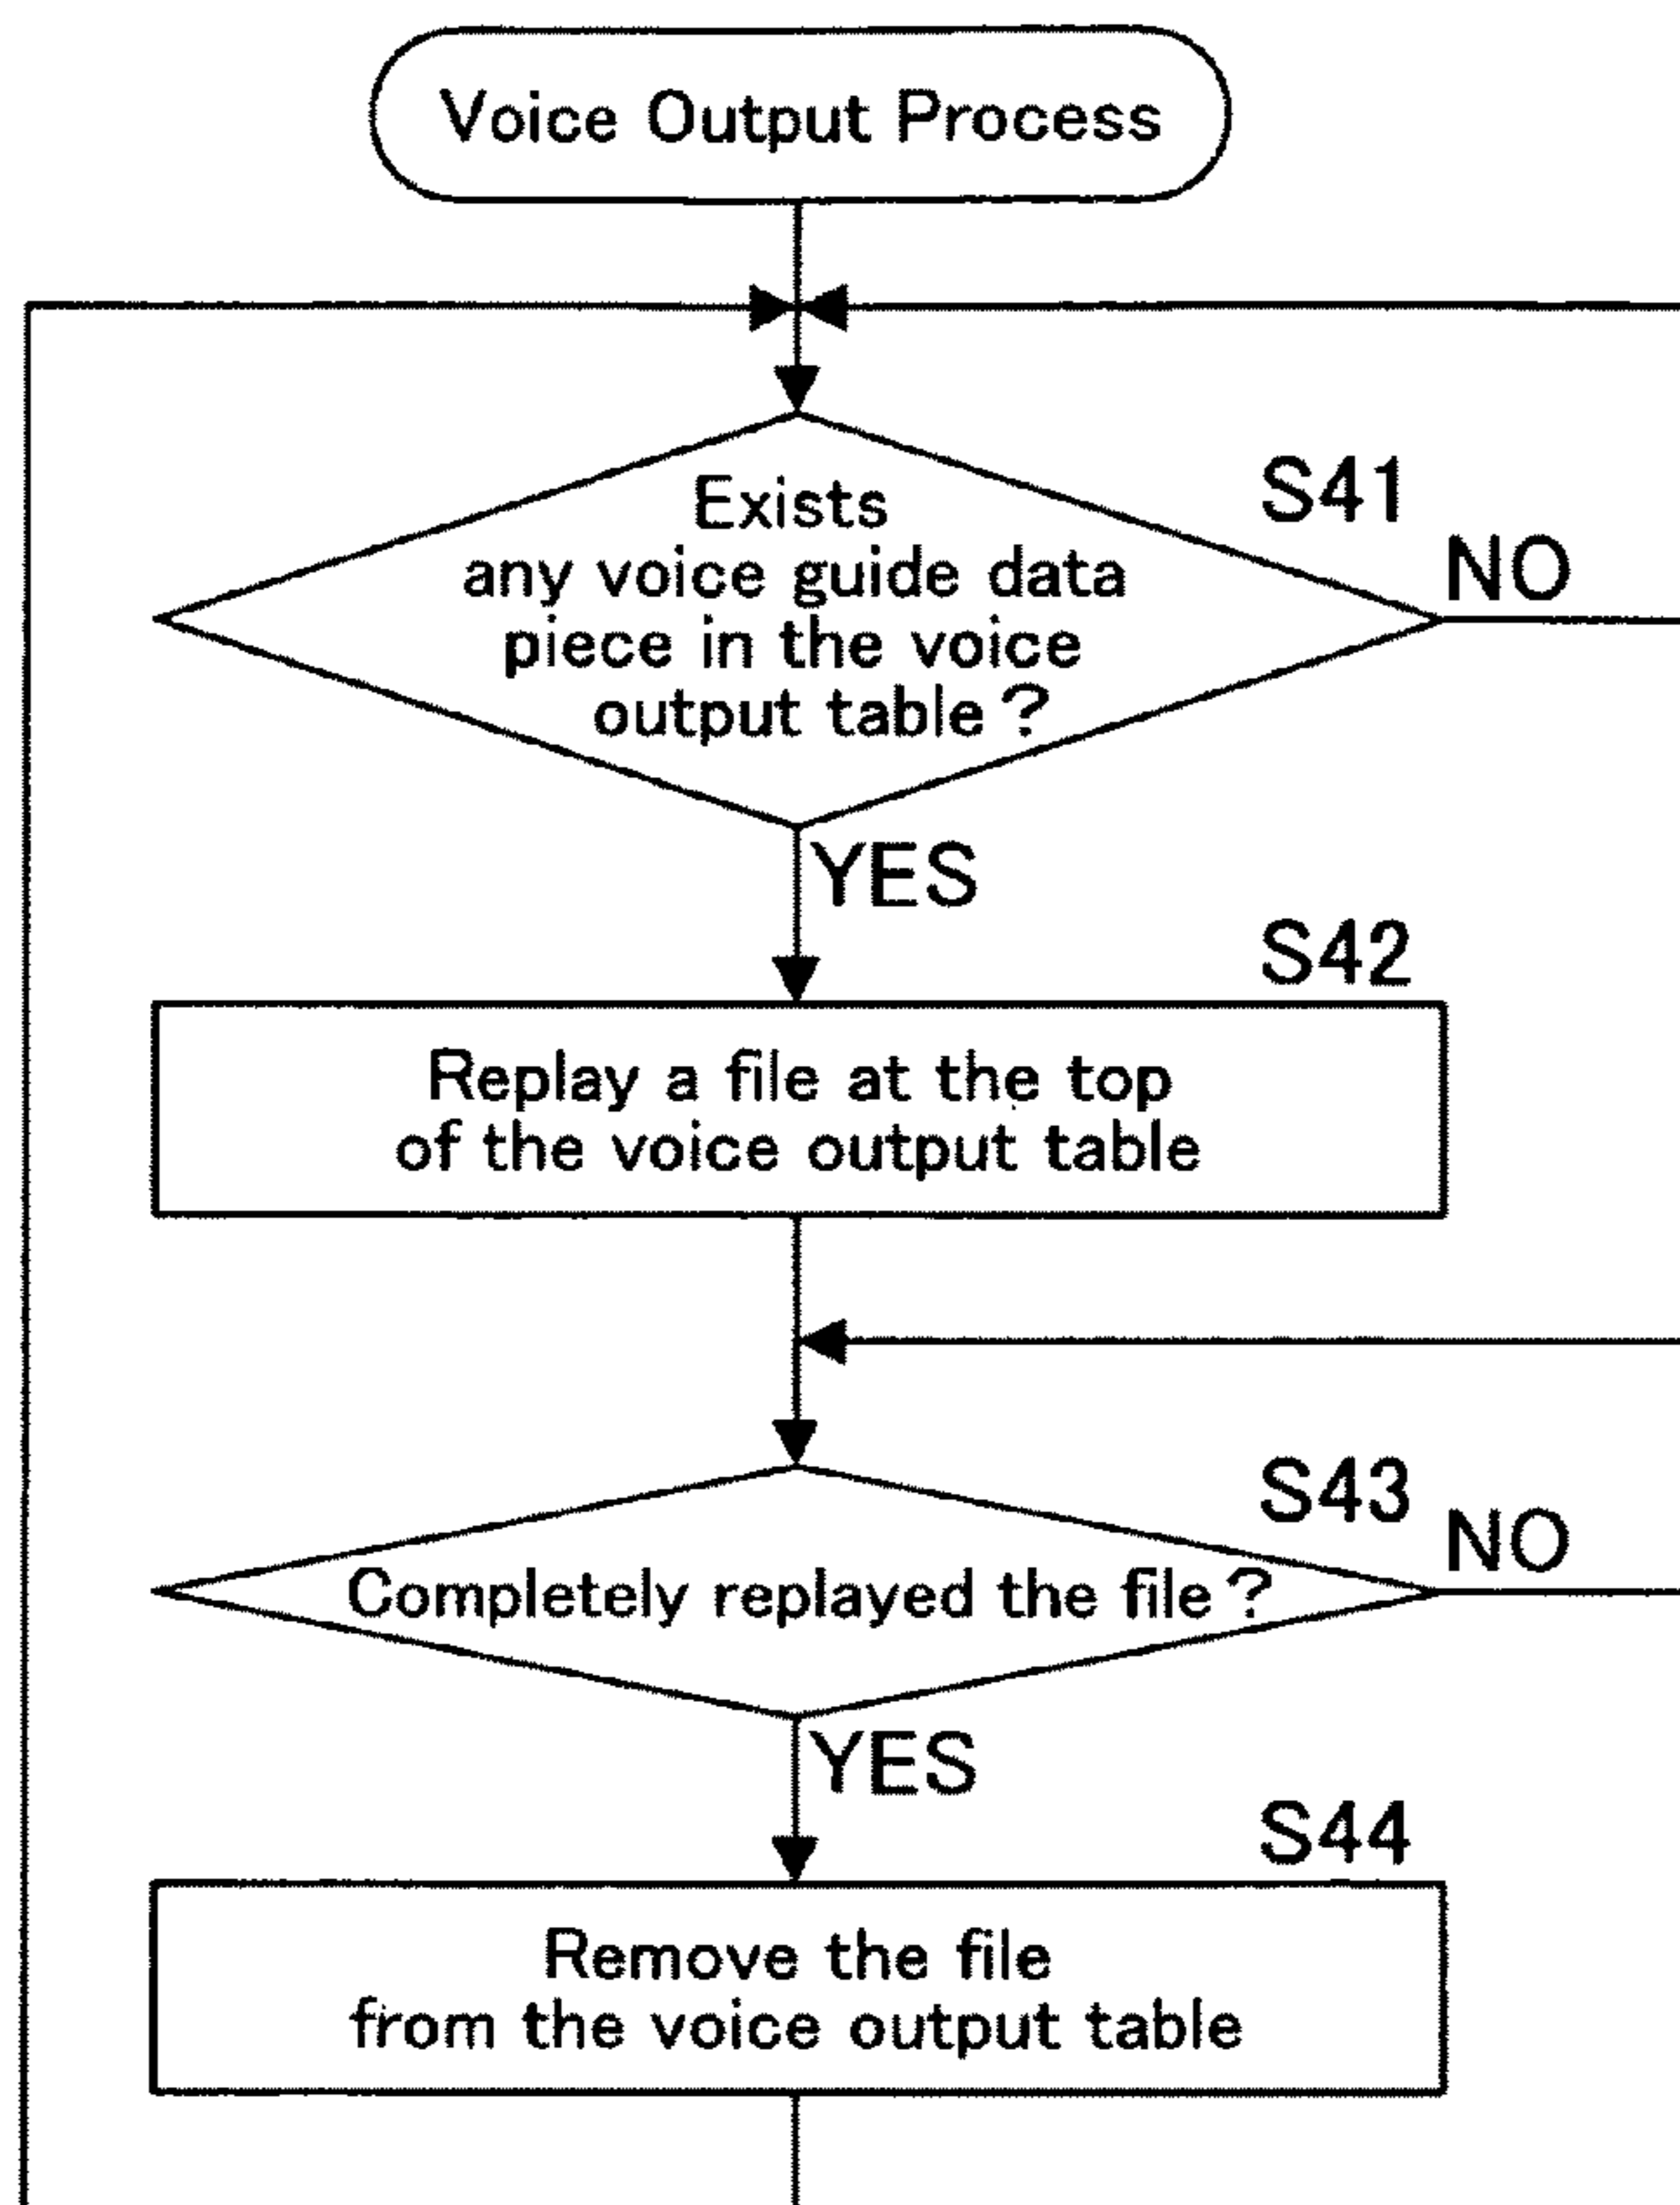 Voice Output Process
S41
Exists
any voice guide data
piece in the voice
output table?
NO
YES
S42
Replay a file at the top
of the voice output table
S43
Completely replayed the file?
NO
YES
S44
Remove the file
from the voice output table